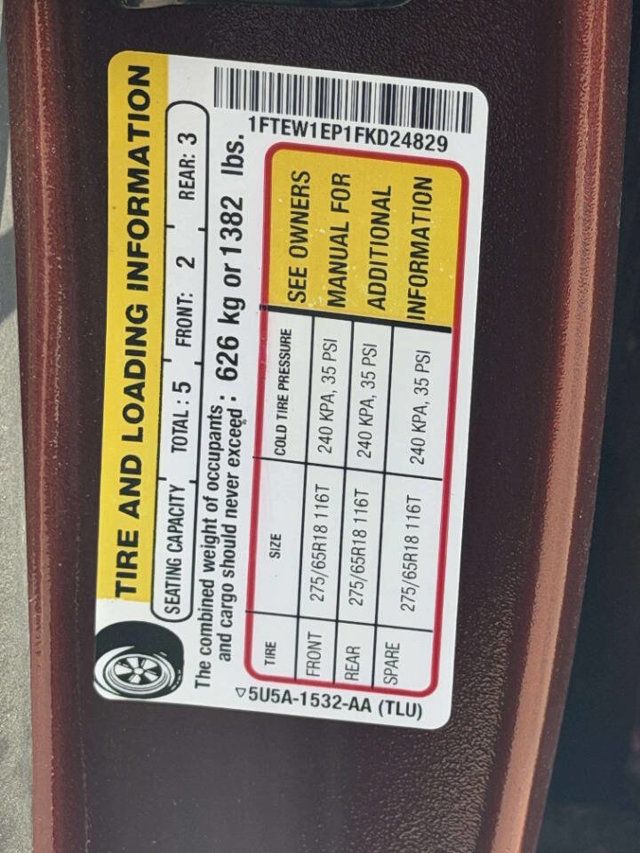 1FTEW1EP1FKD24829
TIRE AND LOADING INFORMATION
SEATING CAPACITY TOTAL : 5 FRONT: 2 REAR: 3
The combined weight of occupants
and cargo should never exceed : 626 kg or 1382 lbs.
TIRE SIZE COLD TIRE PRESSURE
FRONT 275/65R18 116T 240 KPA, 35 PSI
REAR 275/65R18 116T 240 KPA, 35 PSI
SPARE 275/65R18 116T 240 KPA, 35 PSI
SEE OWNERS
MANUAL FOR
ADDITIONAL
INFORMATION
▽5U5A-1532-AA (TLU)